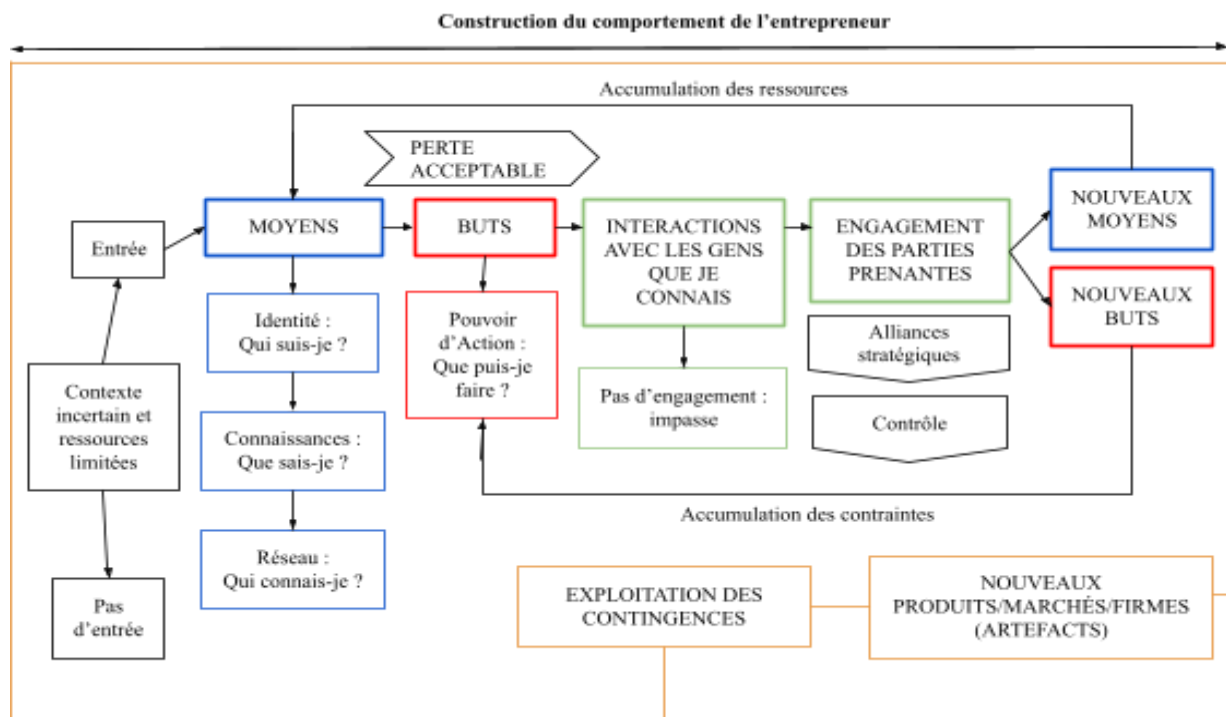 Construction du comportement de l’entrepreneur
Accumulation des ressources
PERTE
ACCEPTABLE
Entrée
MOYENS
BUTS
INTERACTIONS
AVEC LES GENS
QUE JE
CONNAIS
ENGAGEMENT
DES PARTIES
PRENANTES
NOUVEAUX
MOYENS
NOUVEAUX
BUTS
Identité :
Qui suis-je ?
Pouvoir
d’Action :
Que puis-je
faire ?
Alliances
stratégiques
Contexte
incertain et
ressources
limitées
Pas d’engagement :
impasse
Contrôle
Connaissances :
Que sais-je ?
Accumulation des contraintes
Réseau :
Qui connais-je ?
Pas
d’entrée
EXPLOITATION DES
CONTINGENCES
NOUVEAUX
PRODUITS/MARCHÉS/FIRMES
(ARTEFACTS)